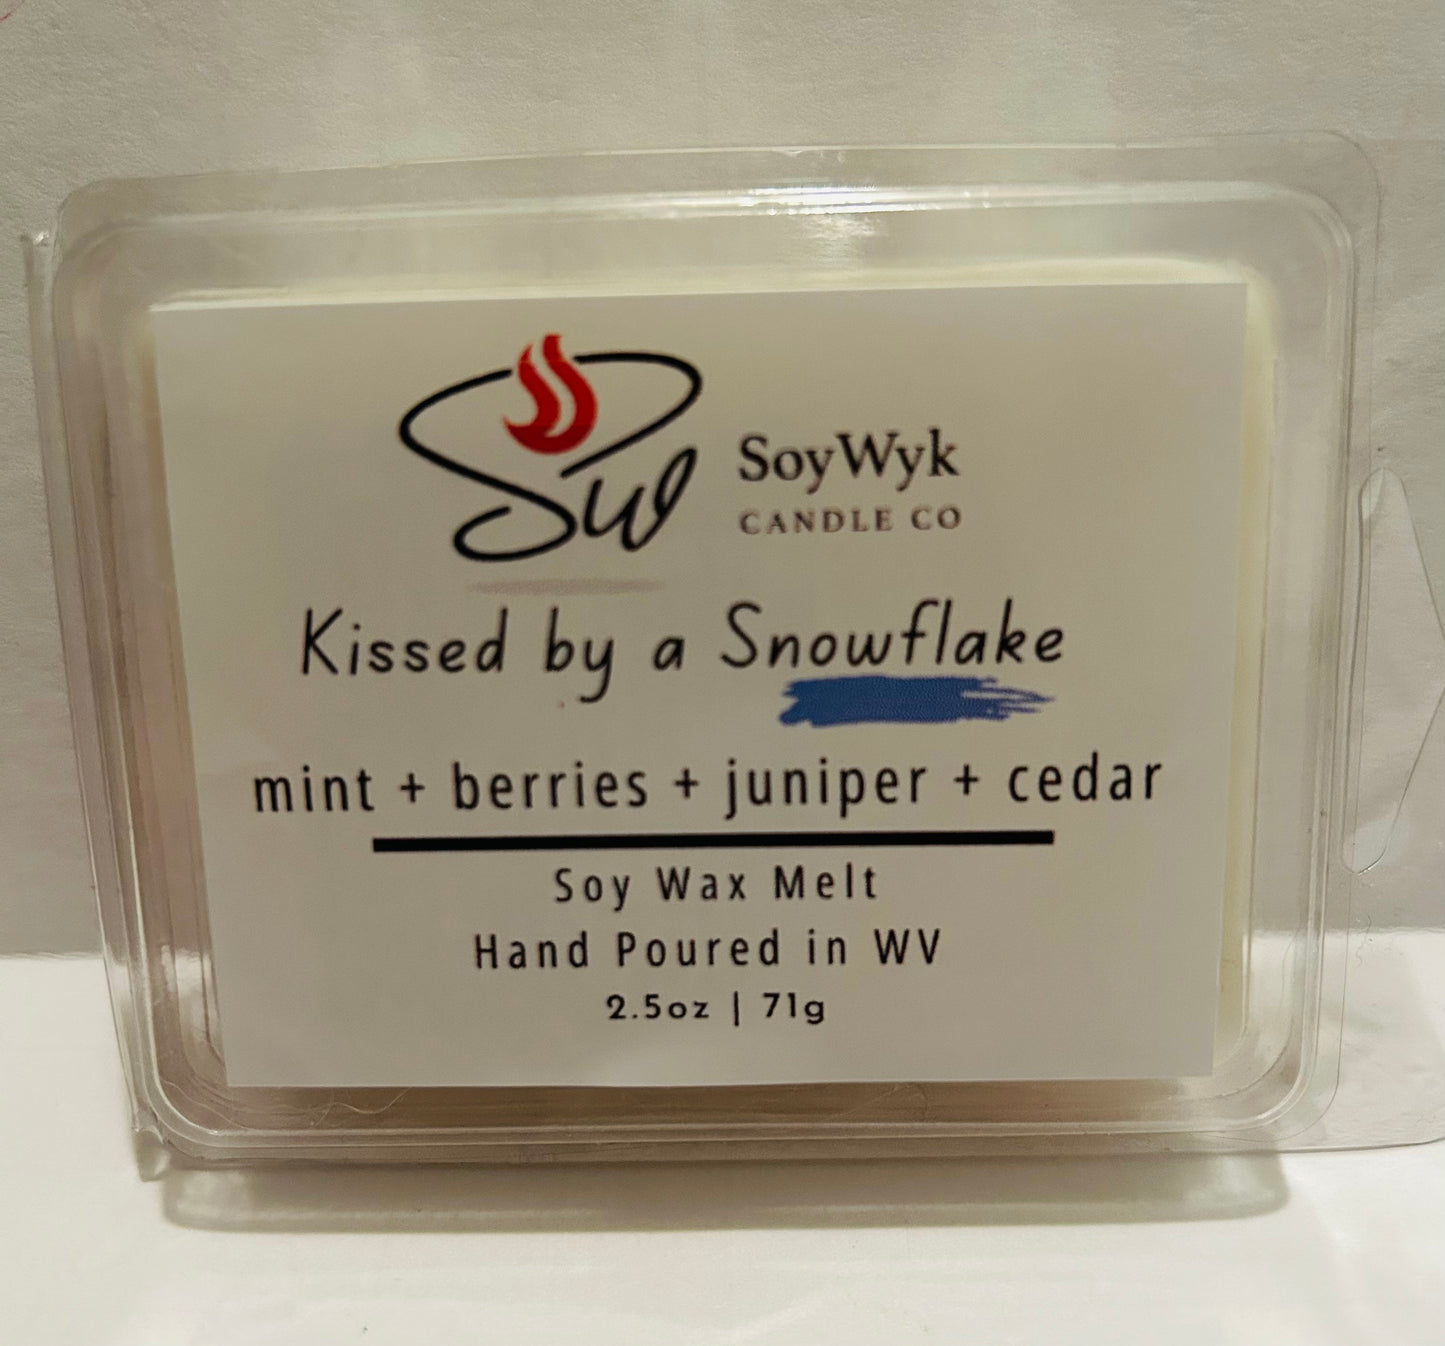 Sw
SoyWyk
CANDLE CO
Kissed by a Snowflake
mint + berries + juniper + cedar
Soy Wax Melt
Hand Poured in WV
2.5oz | 71g